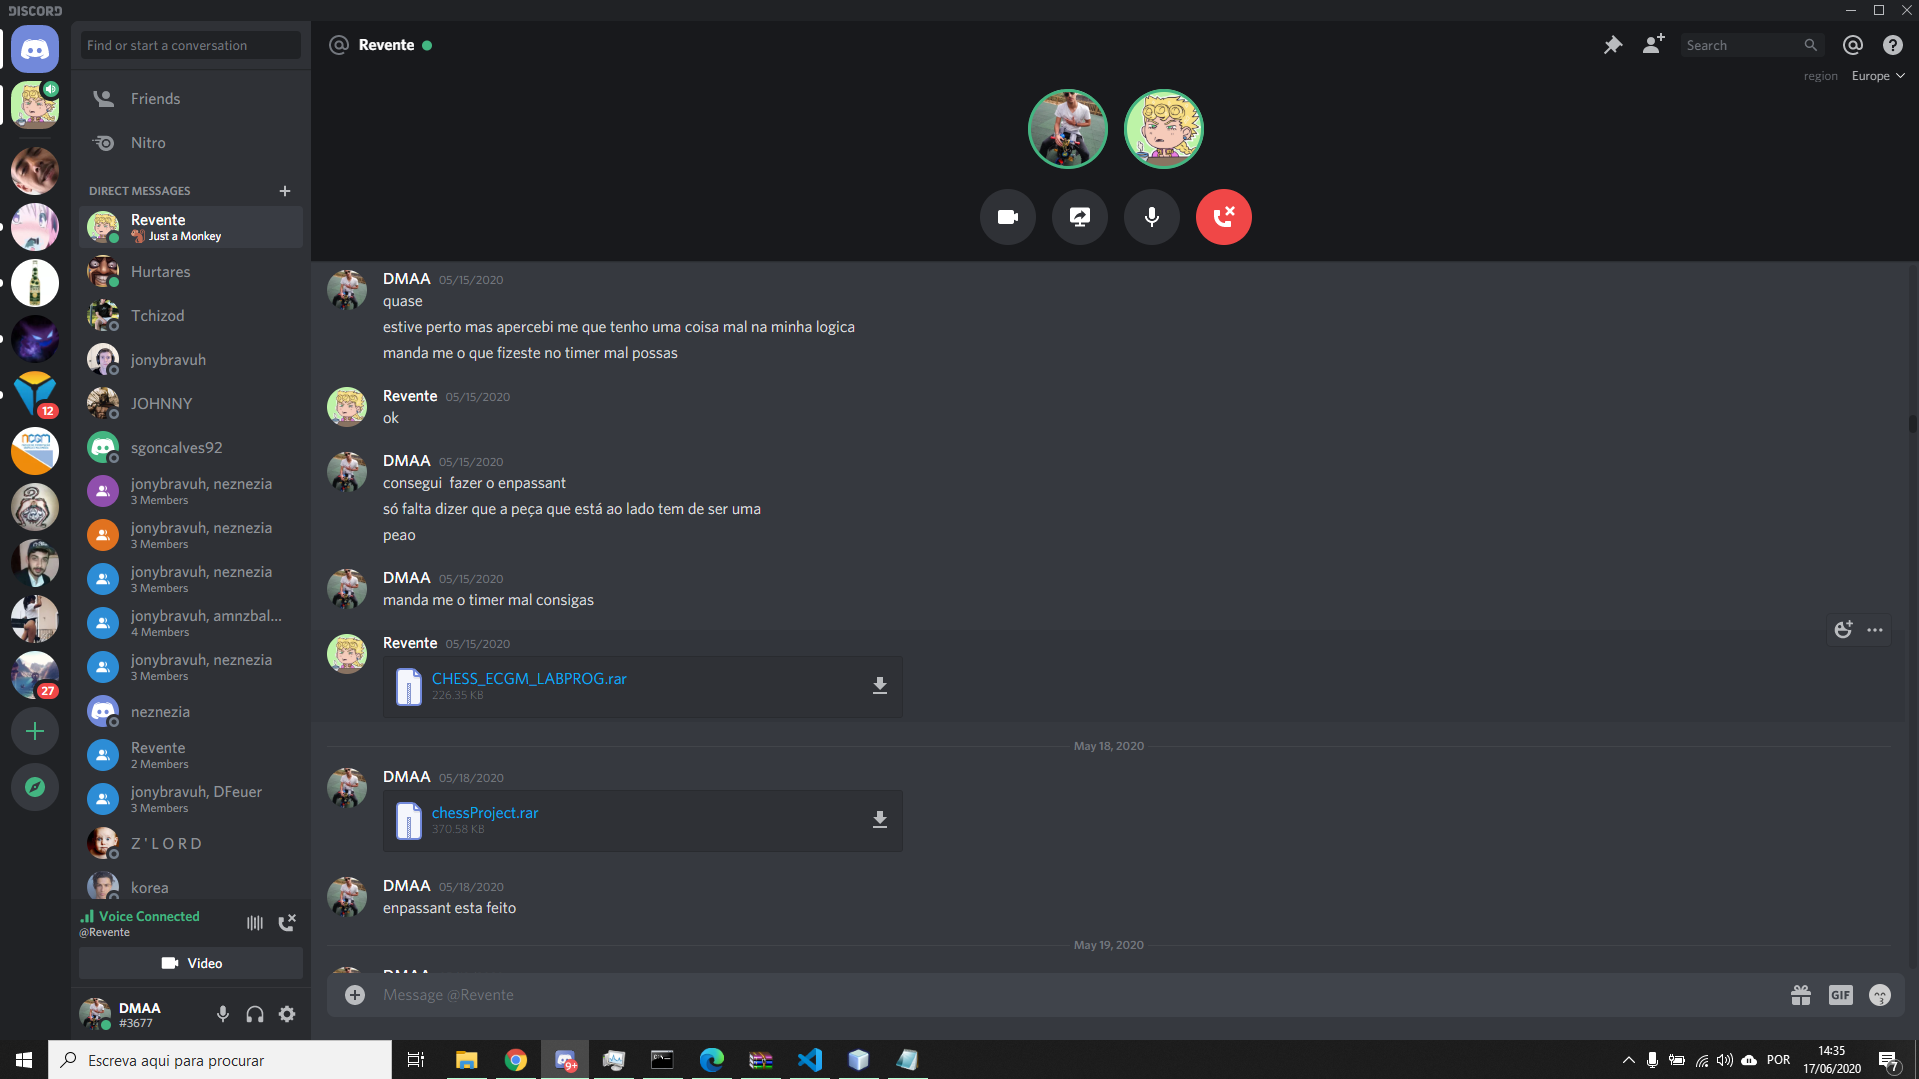 DISCORD
Find or start a conversation
Friends
Nitro
DIRECT MESSAGES
Revente
Just a Monkey
Hurtares
Tchizod
jonybravuh
JOHNNY
sgoncalves92
jonybravuh, neznezia
3 Members
jonybravuh, neznezia
3 Members
jonybravuh, neznezia
3 Members
jonybravuh, amnzbal...
4 Members
jonybravuh, neznezia
3 Members
neznezia
Revente
2 Members
jonybravuh, DFeuer
3 Members
Z ' L O R D
korea
Voice Connected
@Revente
Video
DMAA
#3677
12
NCGM
27
Revente
Search
region Europe
DMAA 05/15/2020
quase
estive perto mas apercebi me que tenho uma coisa mal na minha logica
manda me o que fizeste no timer mal possas
Revente 05/15/2020
ok
DMAA 05/15/2020
consegui fazer o enpassant
só falta dizer que a peça que está ao lado tem de ser uma
peao
DMAA 05/15/2020
manda me o timer mal consigas
Revente 05/15/2020
CHESS_ECGM_LABPROG.rar
226.35 KB
May 18, 2020
DMAA 05/18/2020
chessProject.rar
370.58 KB
DMAA 05/18/2020
enpassant esta feito
May 19, 2020
DMAA
Message @Revente
GIF
Escreva aqui para procurar
9+
POR
14:35
17/06/2020
7